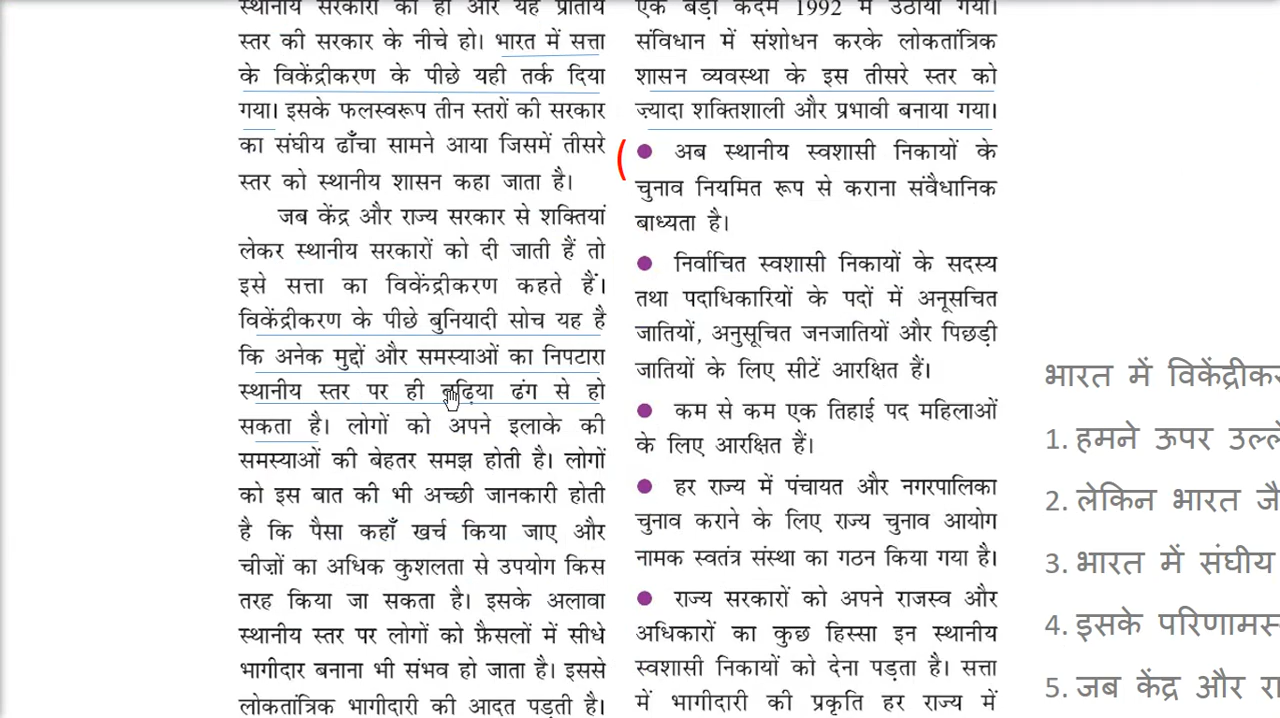 स्थानीय सरकारों की हो और यह प्रांतीय
स्तर की सरकार के नीचे हो। भारत में सत्ता
के विकेंद्रीकरण के पीछे यही तर्क दिया
गया। इसके फलस्वरूप तीन स्तरों की सरकार
का संघीय ढाँचा सामने आया जिसमें तीसरे
स्तर को स्थानीय शासन कहा जाता है।
जब केंद्र और राज्य सरकार से शक्तियां
लेकर स्थानीय सरकारों को दी जाती हैं तो
इसे सत्ता का विकेंद्रीकरण कहते हैं।
विकेंद्रीकरण के पीछे बुनियादी सोच यह है
कि अनेक मुद्दों और समस्याओं का निपटारा
स्थानीय स्तर पर ही बढ़िया ढंग से हो
सकता है। लोगों को अपने इलाके की
समस्याओं की बेहतर समझ होती है। लोगों
को इस बात की भी अच्छी जानकारी होती
है कि पैसा कहाँ खर्च किया जाए और
चीज़ों का अधिक कुशलता से उपयोग किस
तरह किया जा सकता है। इसके अलावा
स्थानीय स्तर पर लोगों को फ़ैसलों में सीधे
भागीदार बनाना भी संभव हो जाता है। इससे
लोकतांत्रिक भागीदारी की आदत पड़ती है।
एक बड़ा कदम 1992 में उठाया गया।
संविधान में संशोधन करके लोकतांत्रिक
शासन व्यवस्था के इस तीसरे स्तर को
ज़्यादा शक्तिशाली और प्रभावी बनाया गया।
● अब स्थानीय स्वशासी निकायों के
चुनाव नियमित रूप से कराना संवैधानिक
बाध्यता है।
● निर्वाचित स्वशासी निकायों के सदस्य
तथा पदाधिकारियों के पदों में अनूसचित
जातियों, अनुसूचित जनजातियों और पिछड़ी
जातियों के लिए सीटें आरक्षित हैं।
● कम से कम एक तिहाई पद महिलाओं
के लिए आरक्षित हैं।
● हर राज्य में पंचायत और नगरपालिका
चुनाव कराने के लिए राज्य चुनाव आयोग
नामक स्वतंत्र संस्था का गठन किया गया है।
● राज्य सरकारों को अपने राजस्व और
अधिकारों का कुछ हिस्सा इन स्थानीय
स्वशासी निकायों को देना पड़ता है। सत्ता
में भागीदारी की प्रकृति हर राज्य में
भारत में
1. हमने ऊपर
2. लेकिन भारत
3. भारत में संघीय
4. इसके
5. जब केंद्र और